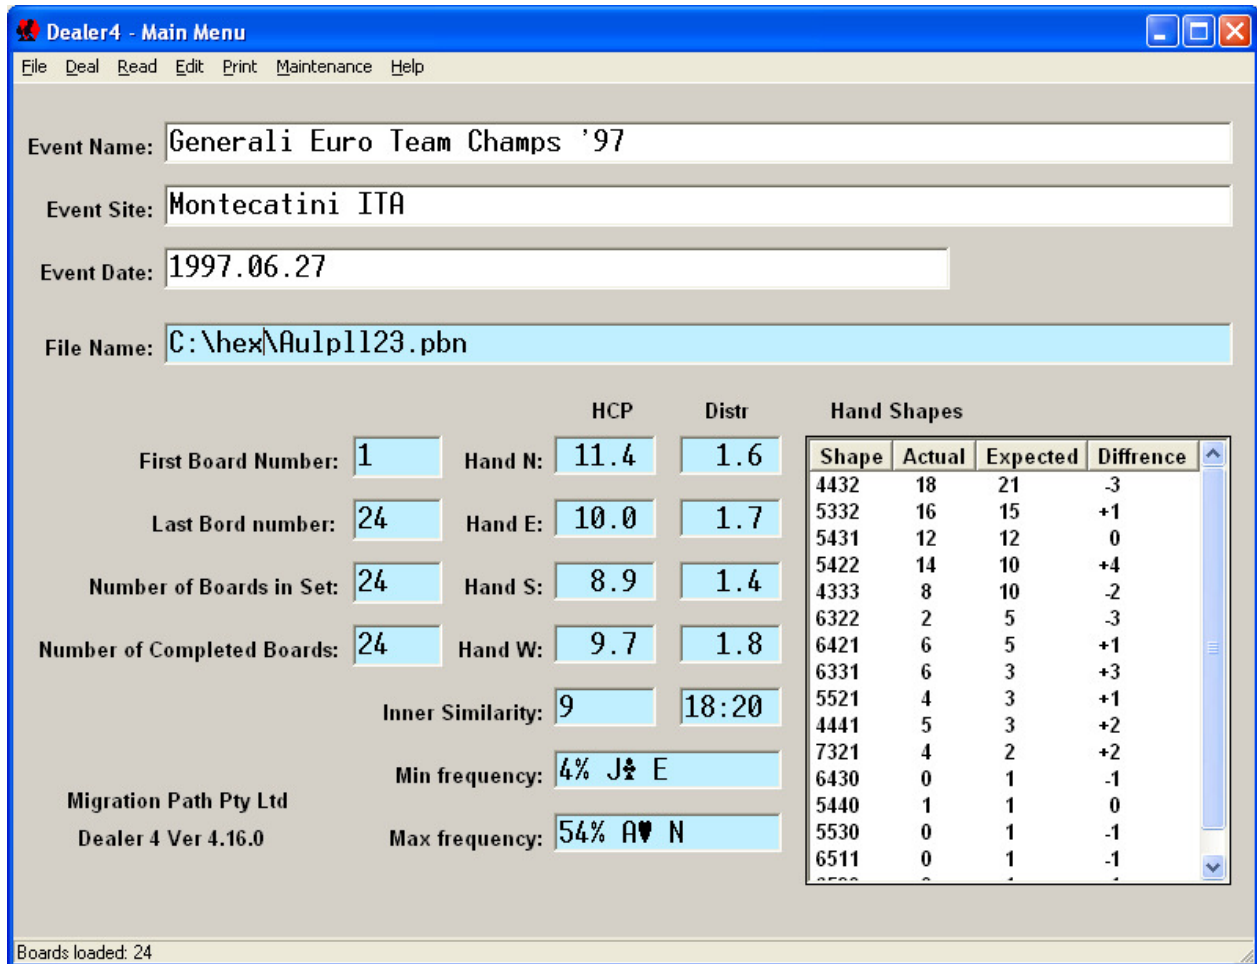 Dealer4 - Main Menu
File Deal Read Edit Print Maintenance Help
Event Name: Generali Euro Team Champs '97
Event Site: Montecatini ITA
Event Date: 1997.06.27
File Name: C:\hex\Aulpll23.pbn
HCP Distr Hand Shapes
First Board Number: 1 Hand N: 11.4 1.6
Last Bord number: 24 Hand E: 10.0 1.7
Number of Boards in Set: 24 Hand S: 8.9 1.4
Number of Completed Boards: 24 Hand W: 9.7 1.8
Inner Similarity: 9 18:20
Min frequency: 4% J♣ E
Max frequency: 54% A♥ N
Migration Path Pty Ltd
Dealer 4 Ver 4.16.0
Shape Actual Expected Diffrence
4432 18 21 -3
5332 16 15 +1
5431 12 12 0
5422 14 10 +4
4333 8 10 -2
6322 2 5 -3
6421 6 5 +1
6331 6 3 +3
5521 4 3 +1
4441 5 3 +2
7321 4 2 +2
6430 0 1 -1
5440 1 1 0
5530 0 1 -1
6511 0 1 -1
Boards loaded: 24